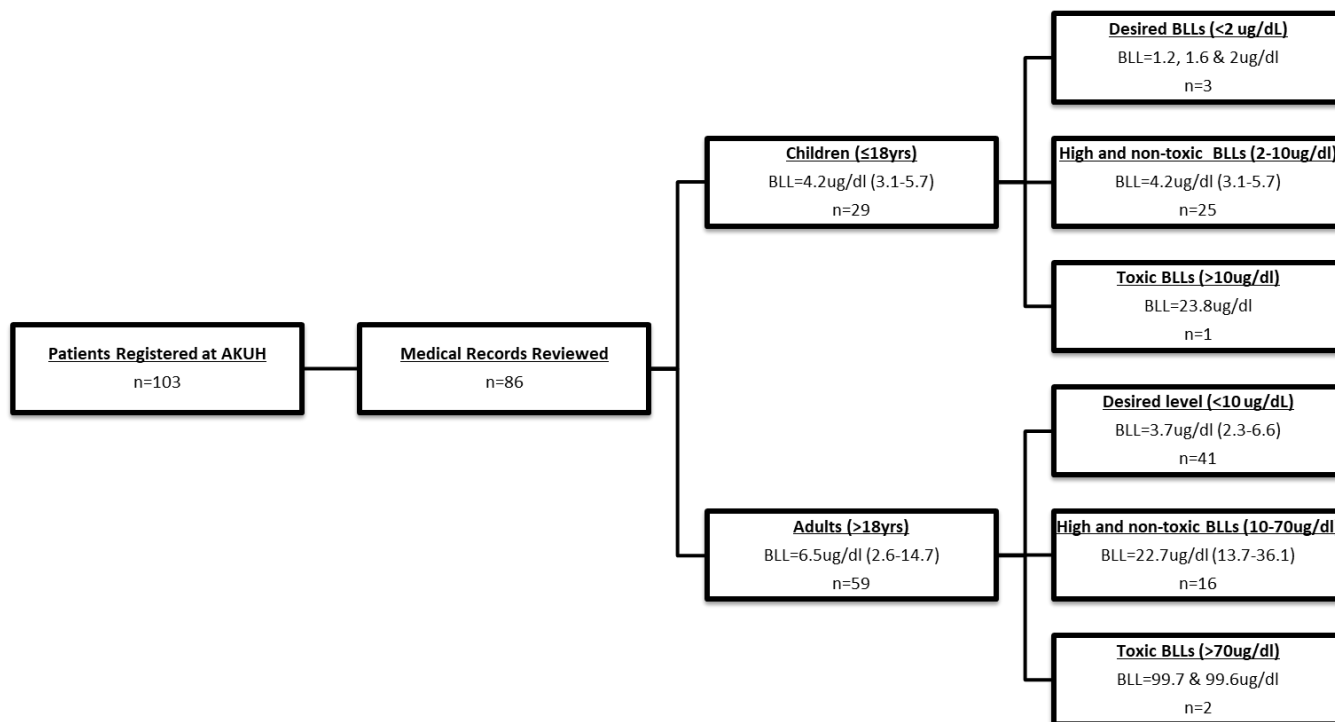 Patients Registered at AKUH
n=103
Medical Records Reviewed
n=86
Children (≤18yrs)
BLL=4.2ug/dl (3.1-5.7)
n=29
Desired BLLs (<2 ug/dL)
BLL=1.2, 1.6 & 2ug/dl
n=3
High and non-toxic BLLs (2-10ug/dl)
BLL=4.2ug/dl (3.1-5.7)
n=25
Toxic BLLs (>10ug/dl)
BLL=23.8ug/dl
n=1
Adults (>18yrs)
BLL=6.5ug/dl (2.6-14.7)
n=59
Desired level (<10 ug/dL)
BLL=3.7ug/dl (2.3-6.6)
n=41
High and non-toxic BLLs (10-70ug/dl
BLL=22.7ug/dl (13.7-36.1)
n=16
Toxic BLLs (>70ug/dl)
BLL=99.7 & 99.6ug/dl
n=2